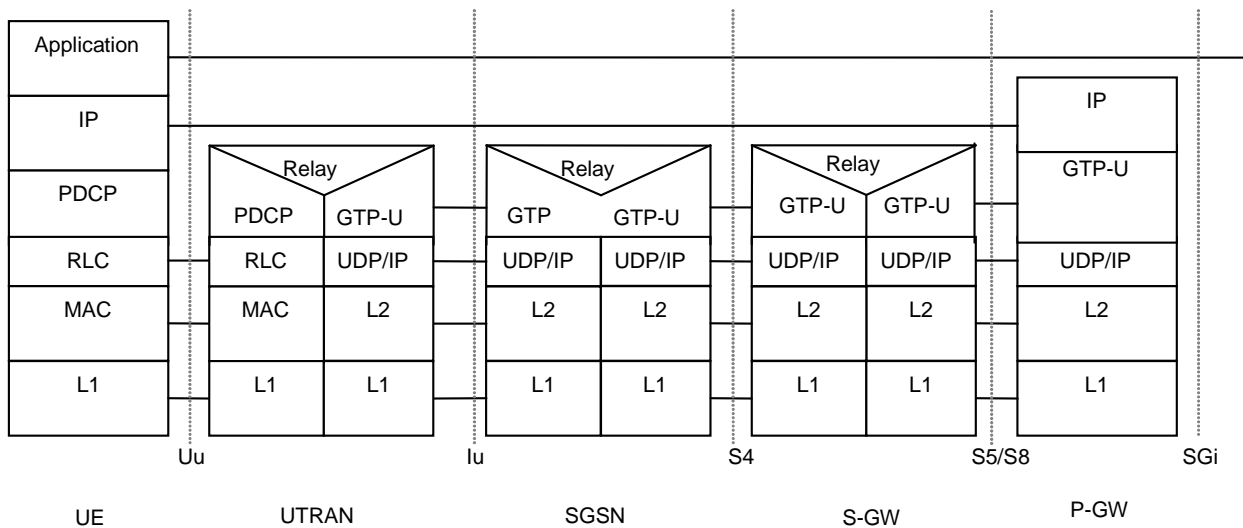 Application
IP
IP
Relay
Relay
Relay
GTP-U
PDCP
PDCP
GTP-U
GTP
GTP-U
GTP-U
GTP-U
RLC
RLC
UDP/IP
UDP/IP
UDP/IP
UDP/IP
UDP/IP
UDP/IP
MAC
MAC
L2
L2
L2
L2
L2
L2
L1
L1
L1
L1
L1
L1
L1
L1
Uu
Iu
S4
S5/S8
SGi
UE
UTRAN
SGSN
S-GW
P-GW